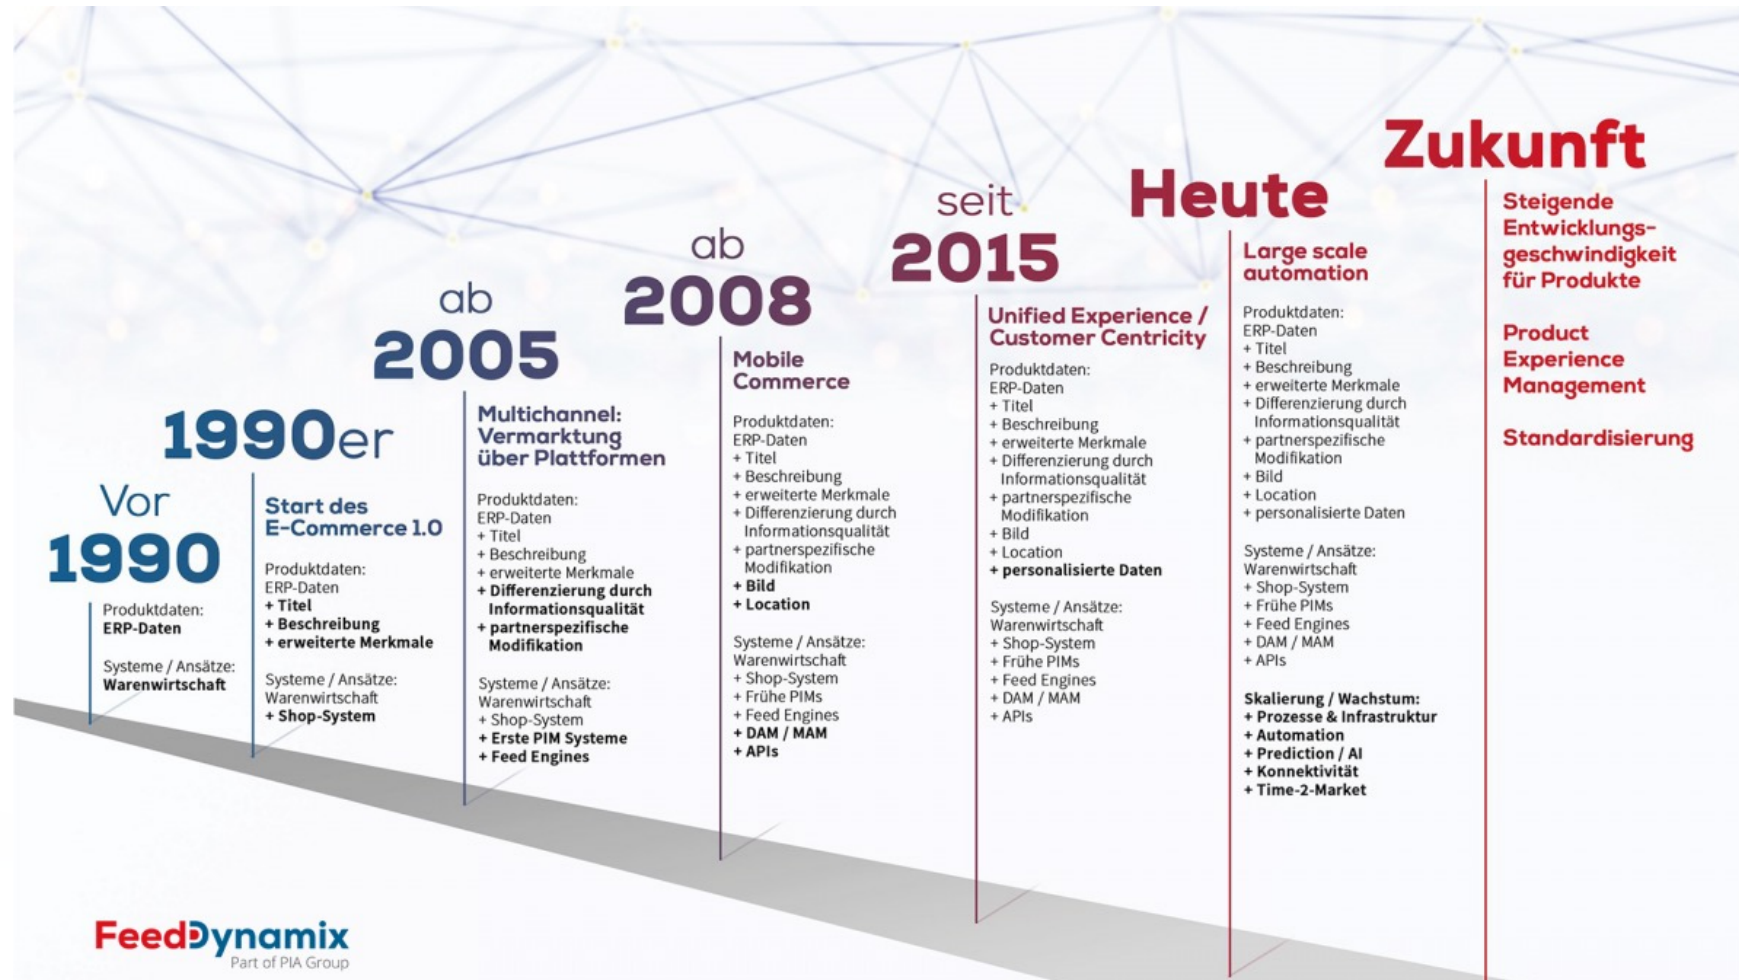 Vor
1990
Produktdaten:
ERP-Daten
Systeme / Ansätze:
Warenwirtschaft
1990er
Start des
E-Commerce 1.0
Produktdaten:
ERP-Daten
+ Titel
+ Beschreibung
+ erweiterte Merkmale
Systeme / Ansätze:
Warenwirtschaft
+ Shop-System
ab
2005
Multichannel:
Vermarktung
über Plattformen
Produktdaten:
ERP-Daten
+ Titel
+ Beschreibung
+ erweiterte Merkmale
+ Differenzierung durch
Informationsqualität
+ partnerspezifische
Modifikation
Systeme / Ansätze:
Warenwirtschaft
+ Shop-System
+ Erste PIM Systeme
+ Feed Engines
ab
2008
Mobile
Commerce
Produktdaten:
ERP-Daten
+ Titel
+ Beschreibung
+ erweiterte Merkmale
+ Differenzierung durch
Informationsqualität
+ partnerspezifische
Modifikation
+ Bild
+ Location
Systeme / Ansätze:
Warenwirtschaft
+ Shop-System
+ Frühe PIMs
+ Feed Engines
+ DAM / MAM
+ APIs
seit
2015
Unified Experience /
Customer Centricity
Produktdaten:
ERP-Daten
+ Titel
+ Beschreibung
+ erweiterte Merkmale
+ Differenzierung durch
Informationsqualität
+ partnerspezifische
Modifikation
+ Bild
+ Location
+ personalisierte Daten
Systeme / Ansätze:
Warenwirtschaft
+ Shop-System
+ Frühe PIMs
+ Feed Engines
+ DAM / MAM
+ APIs
Heute
Large scale
automation
Produktdaten:
ERP-Daten
+ Titel
+ Beschreibung
+ erweiterte Merkmale
+ Differenzierung durch
Informationsqualität
+ partnerspezifische
Modifikation
+ Bild
+ Location
+ personalisierte Daten
Systeme / Ansätze:
Warenwirtschaft
+ Shop-System
+ Frühe PIMs
+ Feed Engines
+ DAM / MAM
+ APIs
Skalierung / Wachstum:
+ Prozesse & Infrastruktur
+ Automation
+ Prediction / AI
+ Konnektivität
+ Time-2-Market
Zukunft
Steigende
Entwicklungs-
geschwindigkeit
für Produkte
Product
Experience
Management
Standardisierung
FeedDynamix
Part of PIA Group